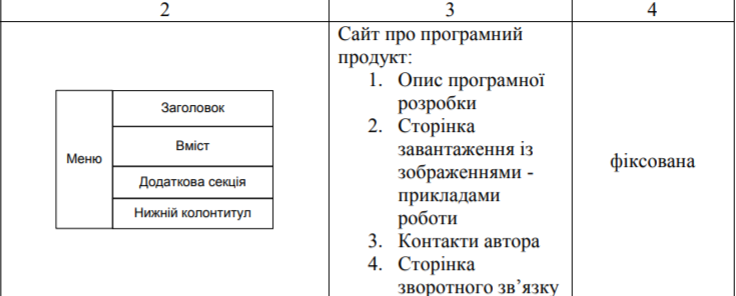 2
3
4
Меню
Заголовок
Вміст
Додаткова секція
Нижній колонтитул
Сайт про програмний
продукт:
1. Опис програмної
розробки
2. Сторінка
завантаження із
зображеннями -
прикладами
роботи
3. Контакти автора
4. Сторінка
зворотного зв’язку
фіксована